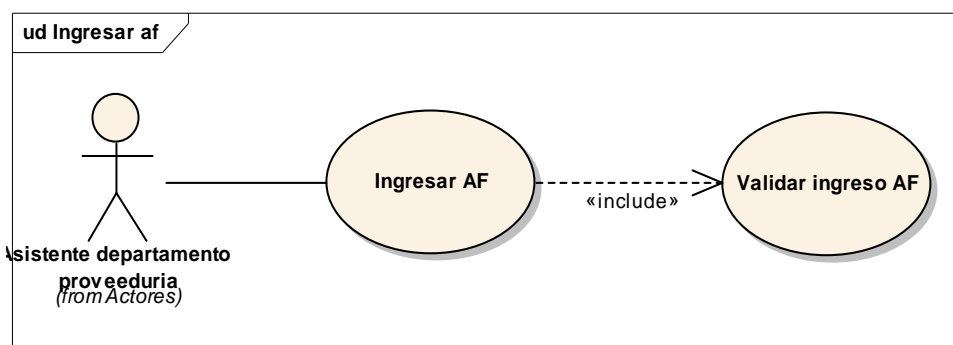 ud Ingresar af
Ingresar AF
«include»
Validar ingreso AF
Asistente departamento
proveeduria
(from Actores)